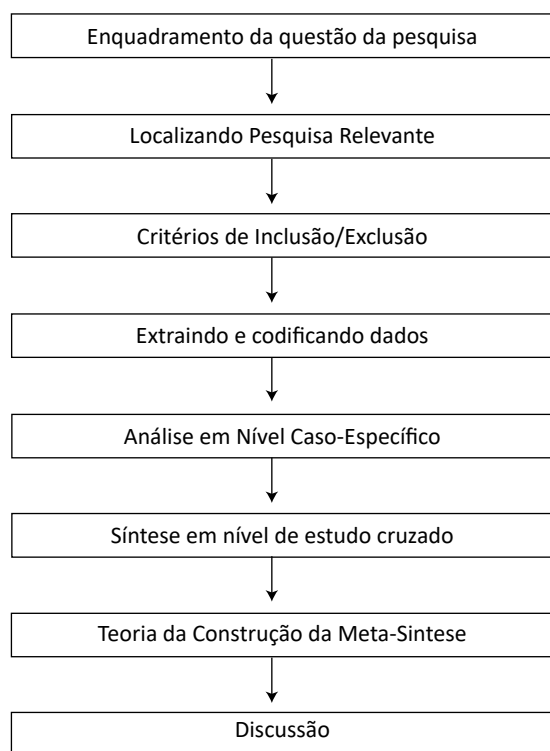 Enquadramento da questão da pesquisa
Localizando Pesquisa Relevante
Critérios de Inclusão/Exclusão
Extraindo e codificando dados
Análise em Nível Caso-Específico
Síntese em nível de estudo cruzado
Teoria da Construção da Meta-Sintese
Discussão